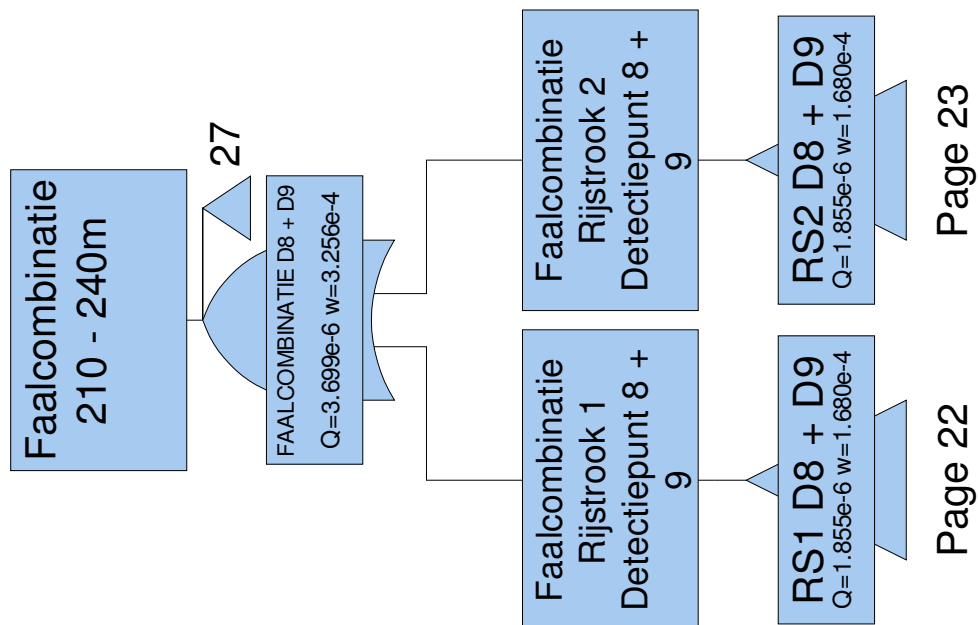 Faalcombinatie
210 - 240m
27
FAALCOMBINATIE D8 + D9
Q=3.699e-6 w=3.256e-4
Faalcombinatie
Rijstrook 1
Detectiepunt 8 +
9
RS1 D8 + D9
Q=1.855e-6 w=1.680e-4
Page 22
Faalcombinatie
Rijstrook 2
Detectiepunt 8 +
9
RS2 D8 + D9
Q=1.855e-6 w=1.680e-4
Page 23